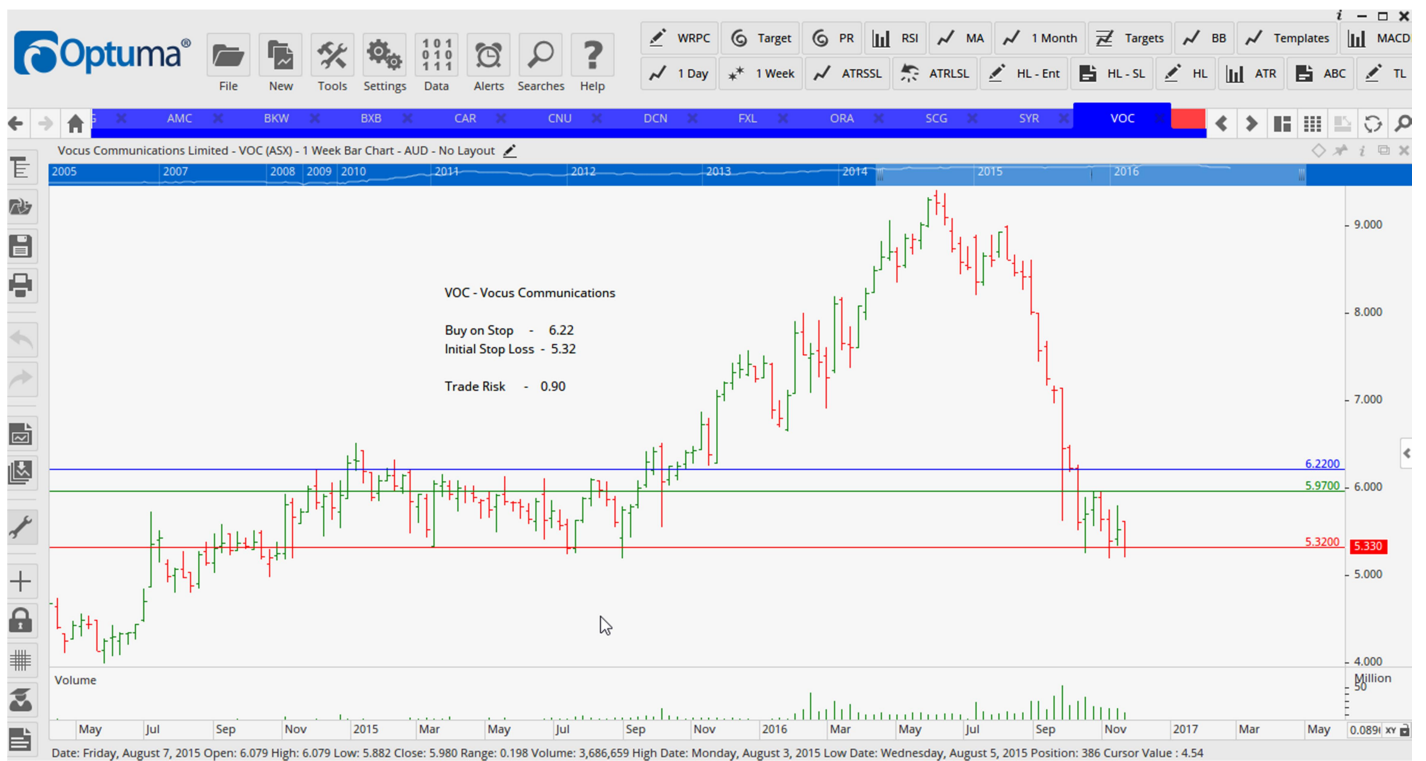 i
Optuma®
File New Tools Settings Data Alerts Searches Help
101
010
111
WRPC Target PR RSI MA 1 Month Targets BB Templates MACD
1 Day 1 Week ATRSSL ATRLSL HL - Ent HL - SL HL ATR ABC TL
AMC BKW BXB CAR CNU DCN FXL ORA SCG SYR VOC
Vocus Communications Limited - VOC (ASX) - 1 Week Bar Chart - AUD - No Layout
i
2005 2007 2008 2009 2010 2011 2012 2013 2014 2015 2016
9.000
VOC - Vocus Communications
8.000
Buy on Stop - 6.22
Initial Stop Loss - 5.32
Trade Risk - 0.90
7.000
6.2200
5.9700
6.000
5.3200
5.330
5.000
4.000
Volume
Million
50
May Jul Sep Nov 2015 Mar May Jul Sep Nov 2016 Mar May Jul Sep Nov 2017 Mar May
XY
Date: Friday, August 7, 2015 Open: 6.079 High: 6.079 Low: 5.882 Close: 5.980 Range: 0.198 Volume: 3,686,659 High Date: Monday, August 3, 2015 Low Date: Wednesday, August 5, 2015 Position: 386 Cursor Value : 4.54